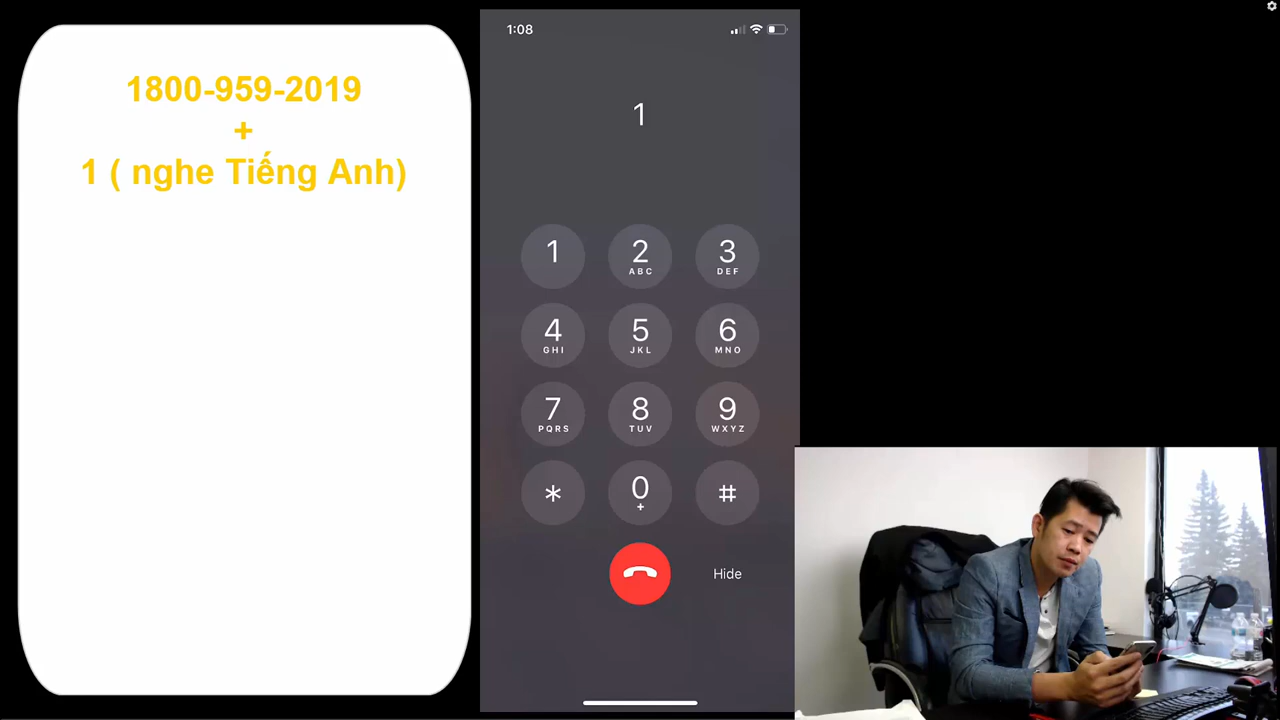 1800-959-2019
+
1 ( nghe Tiếng Anh)
1:08
1
1
2
ABC
3
DEF
4
GHI
5
JKL
6
MNO
7
PQRS
8
TUV
9
WXYZ
*
0
+
#
Hide